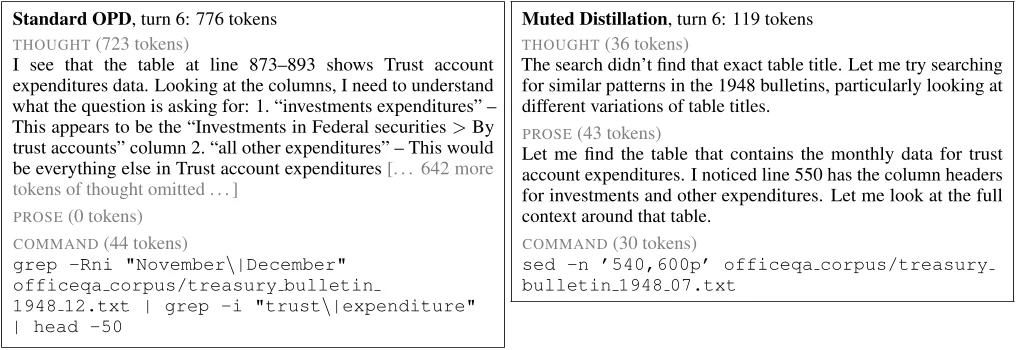 Standard OPD, turn 6: 776 tokens
THOUGHT (723 tokens)
I see that the table at line 873–893 shows Trust account
expenditures data. Looking at the columns, I need to understand
what the question is asking for: 1. “investments expenditures” –
This appears to be the “Investments in Federal securities > By
trust accounts” column 2. “all other expenditures” – This would
be everything else in Trust account expenditures [... 642 more
tokens of thought omitted ...]
PROSE (0 tokens)
COMMAND (44 tokens)
grep -Rni "November\|December"
officeqa_corpus/treasury_bulletin_
1948_12.txt | grep -i "trust\|expenditure"
| head -50
Muted Distillation, turn 6: 119 tokens
THOUGHT (36 tokens)
The search didn’t find that exact table title. Let me try searching
for similar patterns in the 1948 bulletins, particularly looking at
different variations of table titles.
PROSE (43 tokens)
Let me find the table that contains the monthly data for trust
account expenditures. I noticed line 550 has the column headers
for investments and other expenditures. Let me look at the full
context around that table.
COMMAND (30 tokens)
sed -n ’540,600p’ officeqa_corpus/treasury_
bulletin_1948_07.txt